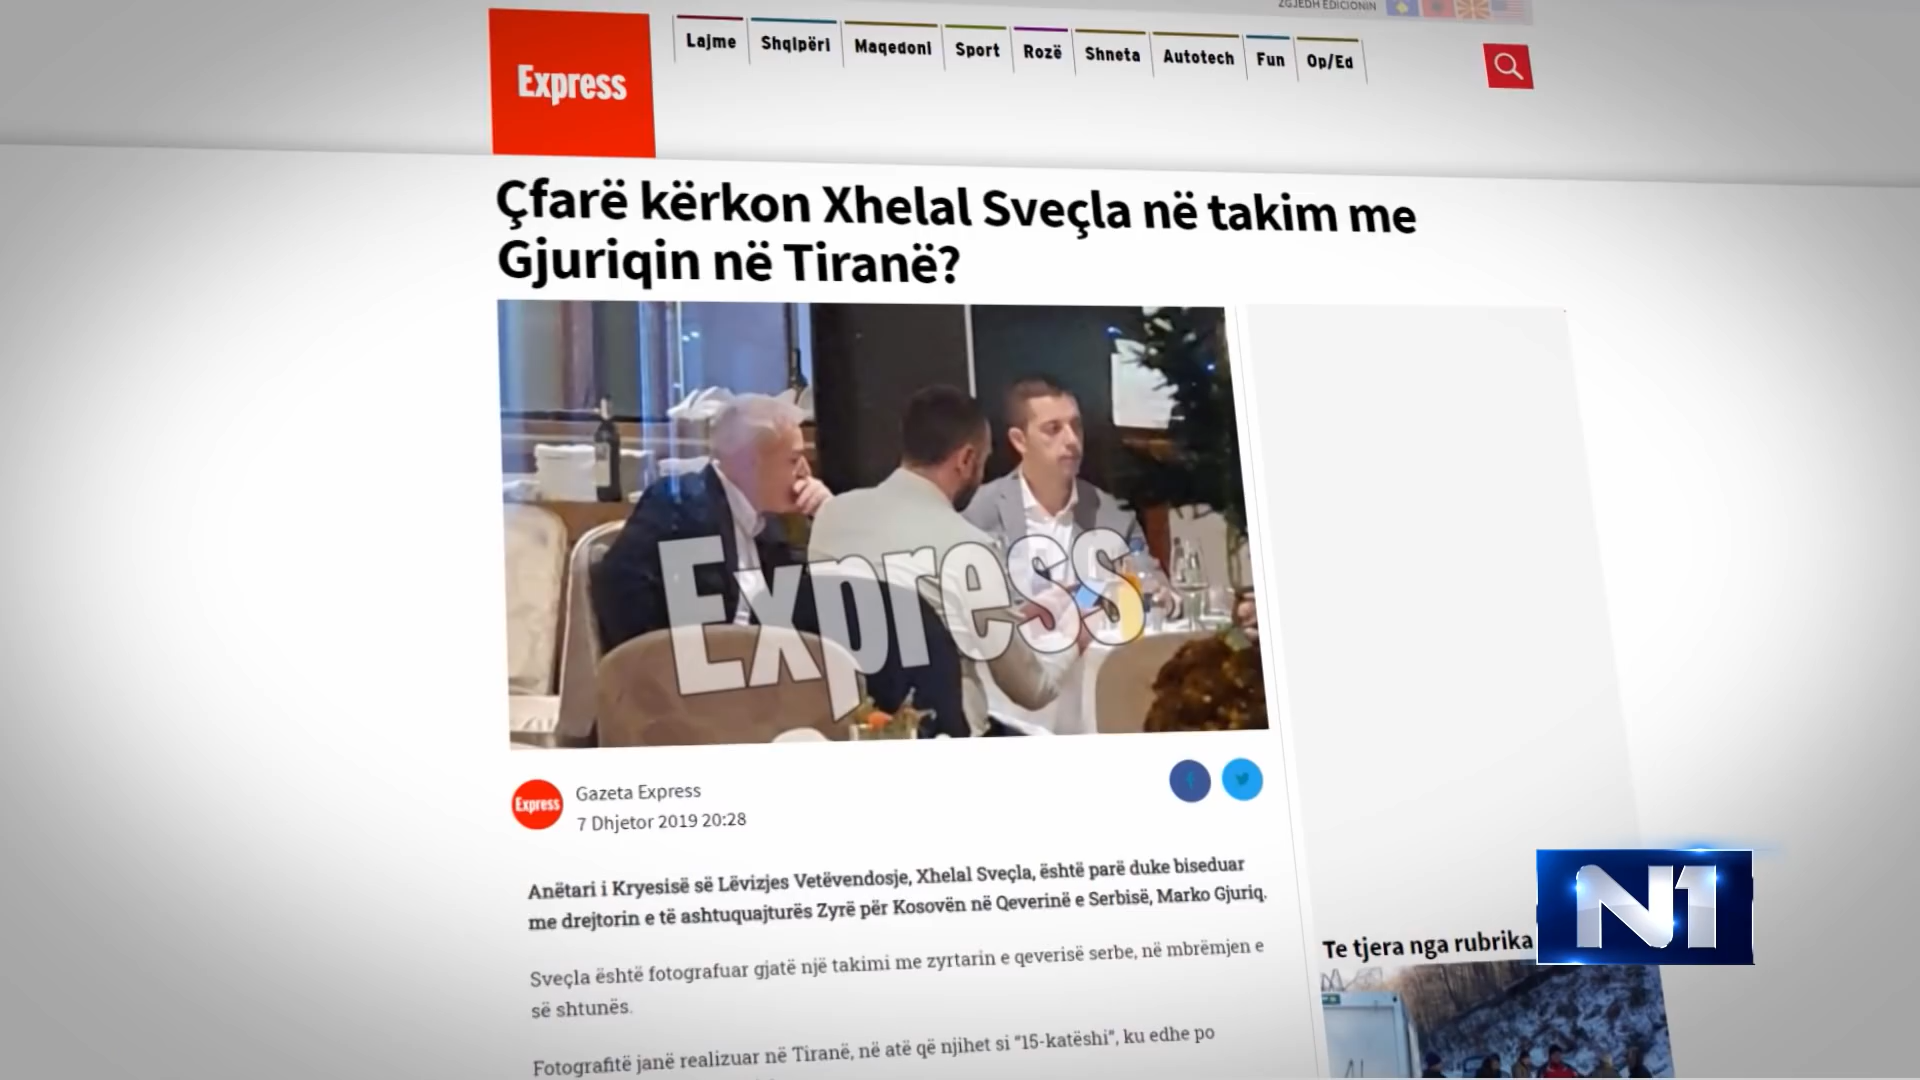 ZGJEDH EDICIONIN
Express
Lajme
Shqipëri
Maqedoni
Sport
Rozë
Shneta
Autotech
Fun
Op/Ed
Çfarë kërkon Xhelal Sveçla në takim me
Gjuriqin në Tiranë?
Express
Express
Gazeta Express
7 Dhjetor 2019 20:28
Anëtari i Kryesisë së Lëvizjes Vetëvendosje, Xhelal Sveçla, është parë duke biseduar
me drejtorin e të ashtuquajturës Zyrë për Kosovën në Qeverinë e Serbisë, Marko Gjuriq.
Sveçla është fotografuar gjatë një takimi me zyrtarin e qeverisë serbe, në mbrëmjen e
së shtunës.
Fotografitë janë realizuar në Tiranë, në atë që njihet si "15-katëshi", ku edhe po
Te tjera nga rubrika
N1